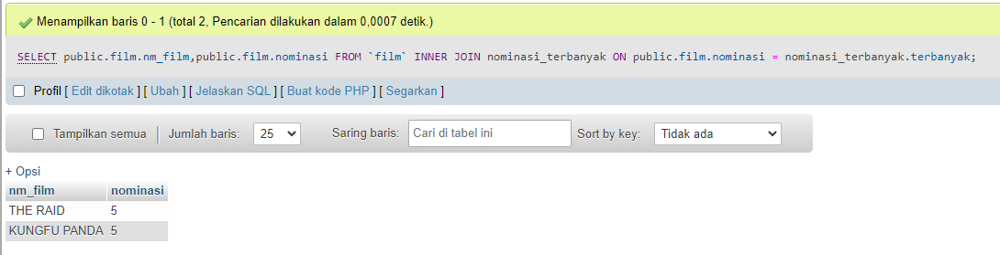 Menampilkan baris 0 - 1 (total 2, Pencarian dilakukan dalam 0,0007 detik.)
SELECT public.film.nm_film,public.film.nominasi FROM `film` INNER JOIN nominasi_terbanyak ON public.film.nominasi = nominasi_terbanyak.terbanyak;
Profil [ Edit dikotak ] [ Ubah ] [ Jelaskan SQL ] [ Buat kode PHP ] [ Segarkan ]
Tampilkan semua Jumlah baris: 25 Saring baris: Cari di tabel ini Sort by key: Tidak ada
+ Opsi
nm_film nominasi
THE RAID 5
KUNGFU PANDA 5